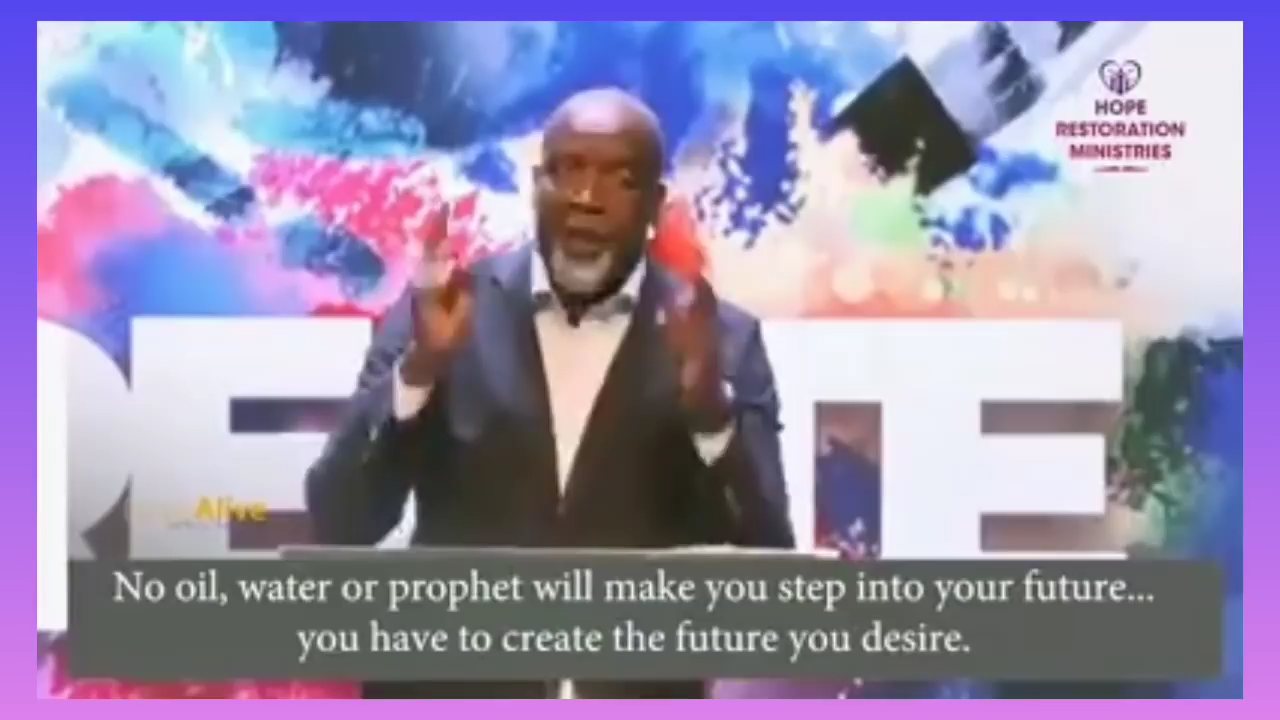 HOPE
RESTORATION
MINISTRIES
Alive
No oil, water or prophet will make you step into your future...
you have to create the future you desire.